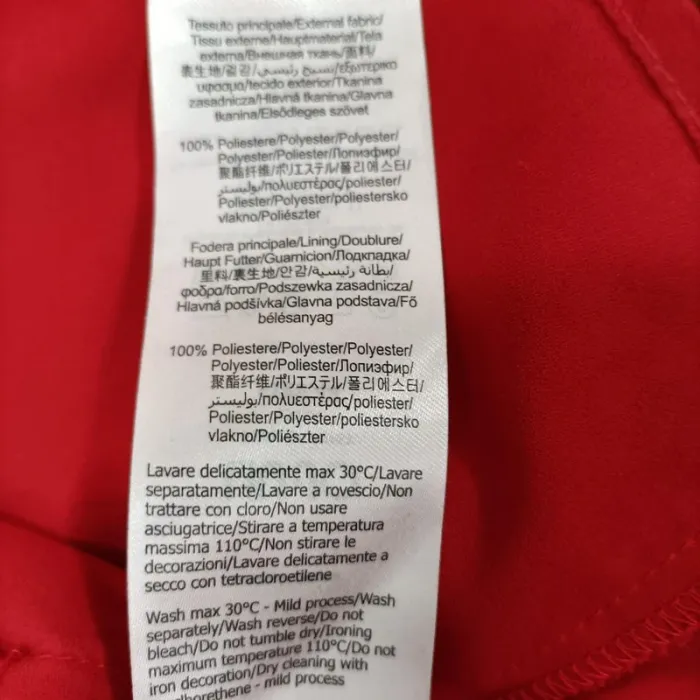 Tessuto principale/External fabric/
Tissu externe/Hauptmaterial/Tela
externa/Внешная ткань/面料/
表生地/겉감/نسيج رئيسي/εξωτερικο
υφασμα/tecido exterior/Tkanina
zasadnicza/Hlavná tkanina/Glavna
tkanina/Elsődleges szövet
100% Poliestere/Polyester/Polyester/
Polyester/Poliester/Полиэфир/
聚酯纤维/ポリエステル/폴리에스터/
بوليستر/πολυεστέρας/poliester/
Poliester/Polyester/poliestersko
vlakno/Poliészter
Fodera principale/Lining/Doublure/
Haupt Futter/Guarnicion/Подкладка/
里料/裏生地/안감/بطانة رئيسية/
φοδρα/forro/Podszewka zasadnicza/
Hlavná podšívka/Glavna podstava/Fő
bélésanyag
100% Poliestere/Polyester/Polyester/
Polyester/Poliester/Полиэфир/
聚酯纤维/ポリエステル/폴리에스터/
بوليستر/πολυεστέρας/poliester/
Poliester/Polyester/poliestersko
vlakno/Poliészter
Lavare delicatamente max 30°C/Lavare
separatamente/Lavare a rovescio/Non
trattare con cloro/Non usare
asciugatrice/Stirare a temperatura
massima 110°C/Non stirare le
decorazioni/Lavare delicatamente a
secco con tetracloroetilene
Wash max 30°C - Mild process/Wash
separately/Wash reverse/Do not
bleach/Do not tumble dry/Ironing
maximum temperature 110°C/Do not
iron decoration/Dry cleaning with
- mild process